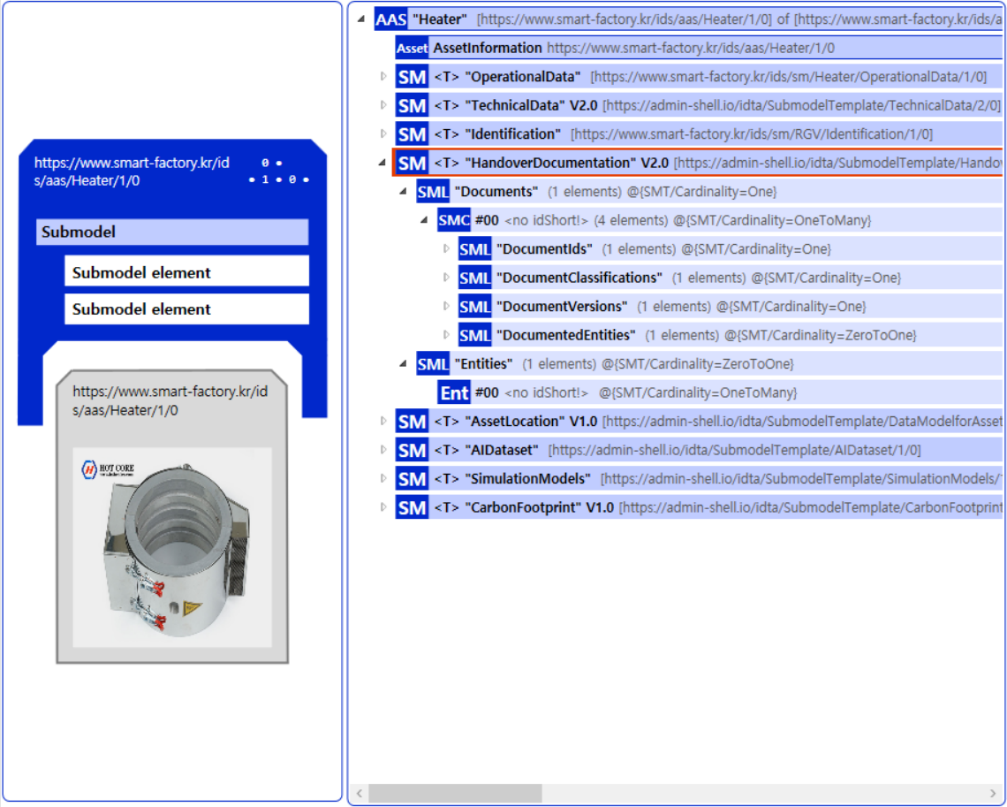 https://www.smart-factory.kr/id
s/aas/Heater/1/0
0
1 0
Submodel
Submodel element
Submodel element
https://www.smart-factory.kr/id
s/aas/Heater/1/0
HOT CORE
AAS "Heater" [https://www.smart-factory.kr/ids/aas/Heater/1/0] of [https://www.smart-factory.kr/ids/a
Asset AssetInformation https://www.smart-factory.kr/ids/aas/Heater/1/0
SM <T> "OperationalData" [https://www.smart-factory.kr/ids/sm/Heater/OperationalData/1/0]
SM <T> "TechnicalData" V2.0 [https://admin-shell.io/idta/SubmodelTemplate/TechnicalData/2/0]
SM <T> "Identification" [https://www.smart-factory.kr/ids/sm/RGV/Identification/1/0]
SM <T> "HandoverDocumentation" V2.0 [https://admin-shell.io/idta/SubmodelTemplate/Handov
SML "Documents" (1 elements) @{SMT/Cardinality=One}
SMC #00 <no idShort!> (4 elements) @{SMT/Cardinality=OneToMany}
SML "DocumentIds" (1 elements) @{SMT/Cardinality=One}
SML "DocumentClassifications" (1 elements) @{SMT/Cardinality=One}
SML "DocumentVersions" (1 elements) @{SMT/Cardinality=One}
SML "DocumentedEntities" (1 elements) @{SMT/Cardinality=ZeroToOne}
SML "Entities" (1 elements) @{SMT/Cardinality=ZeroToOne}
Ent #00 <no idShort!> @{SMT/Cardinality=OneToMany}
SM <T> "AssetLocation" V1.0 [https://admin-shell.io/idta/SubmodelTemplate/DataModelforAsset
SM <T> "AIDataset" [https://admin-shell.io/idta/SubmodelTemplate/AIDataset/1/0]
SM <T> "SimulationModels" [https://admin-shell.io/idta/SubmodelTemplate/SimulationModels/
SM <T> "CarbonFootprint" V1.0 [https://admin-shell.io/idta/SubmodelTemplate/CarbonFootprint